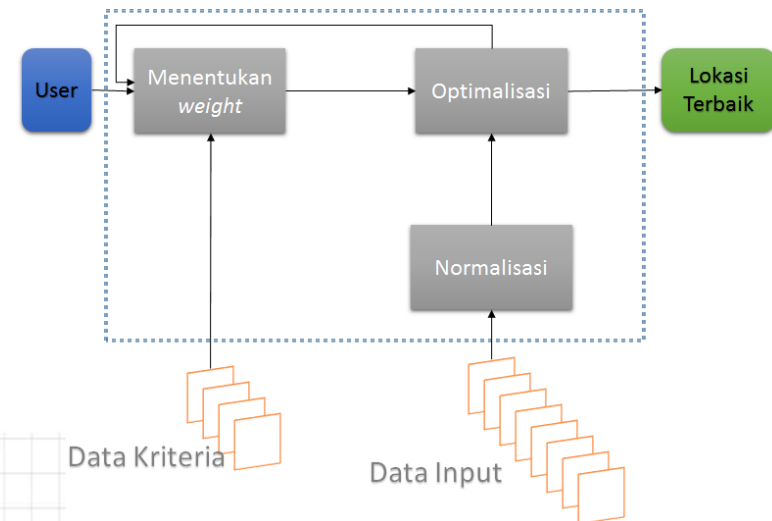 User
Menentukan
weight
Optimalisasi
Lokasi
Terbaik
Normalisasi
Data Kriteria
Data Input